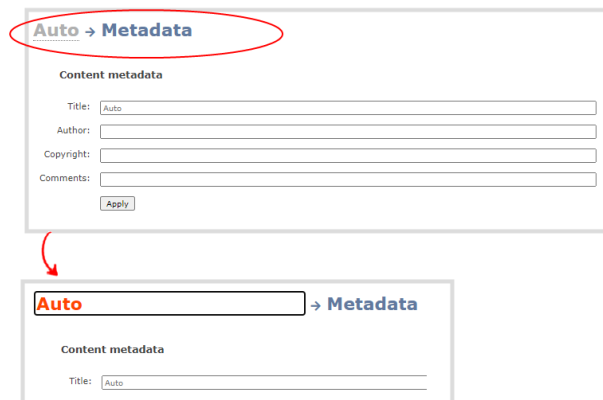 Auto → Metadata
Content metadata
Title: Auto
Author:
Copyright:
Comments:
Apply
Auto → Metadata
Content metadata
Title: Auto